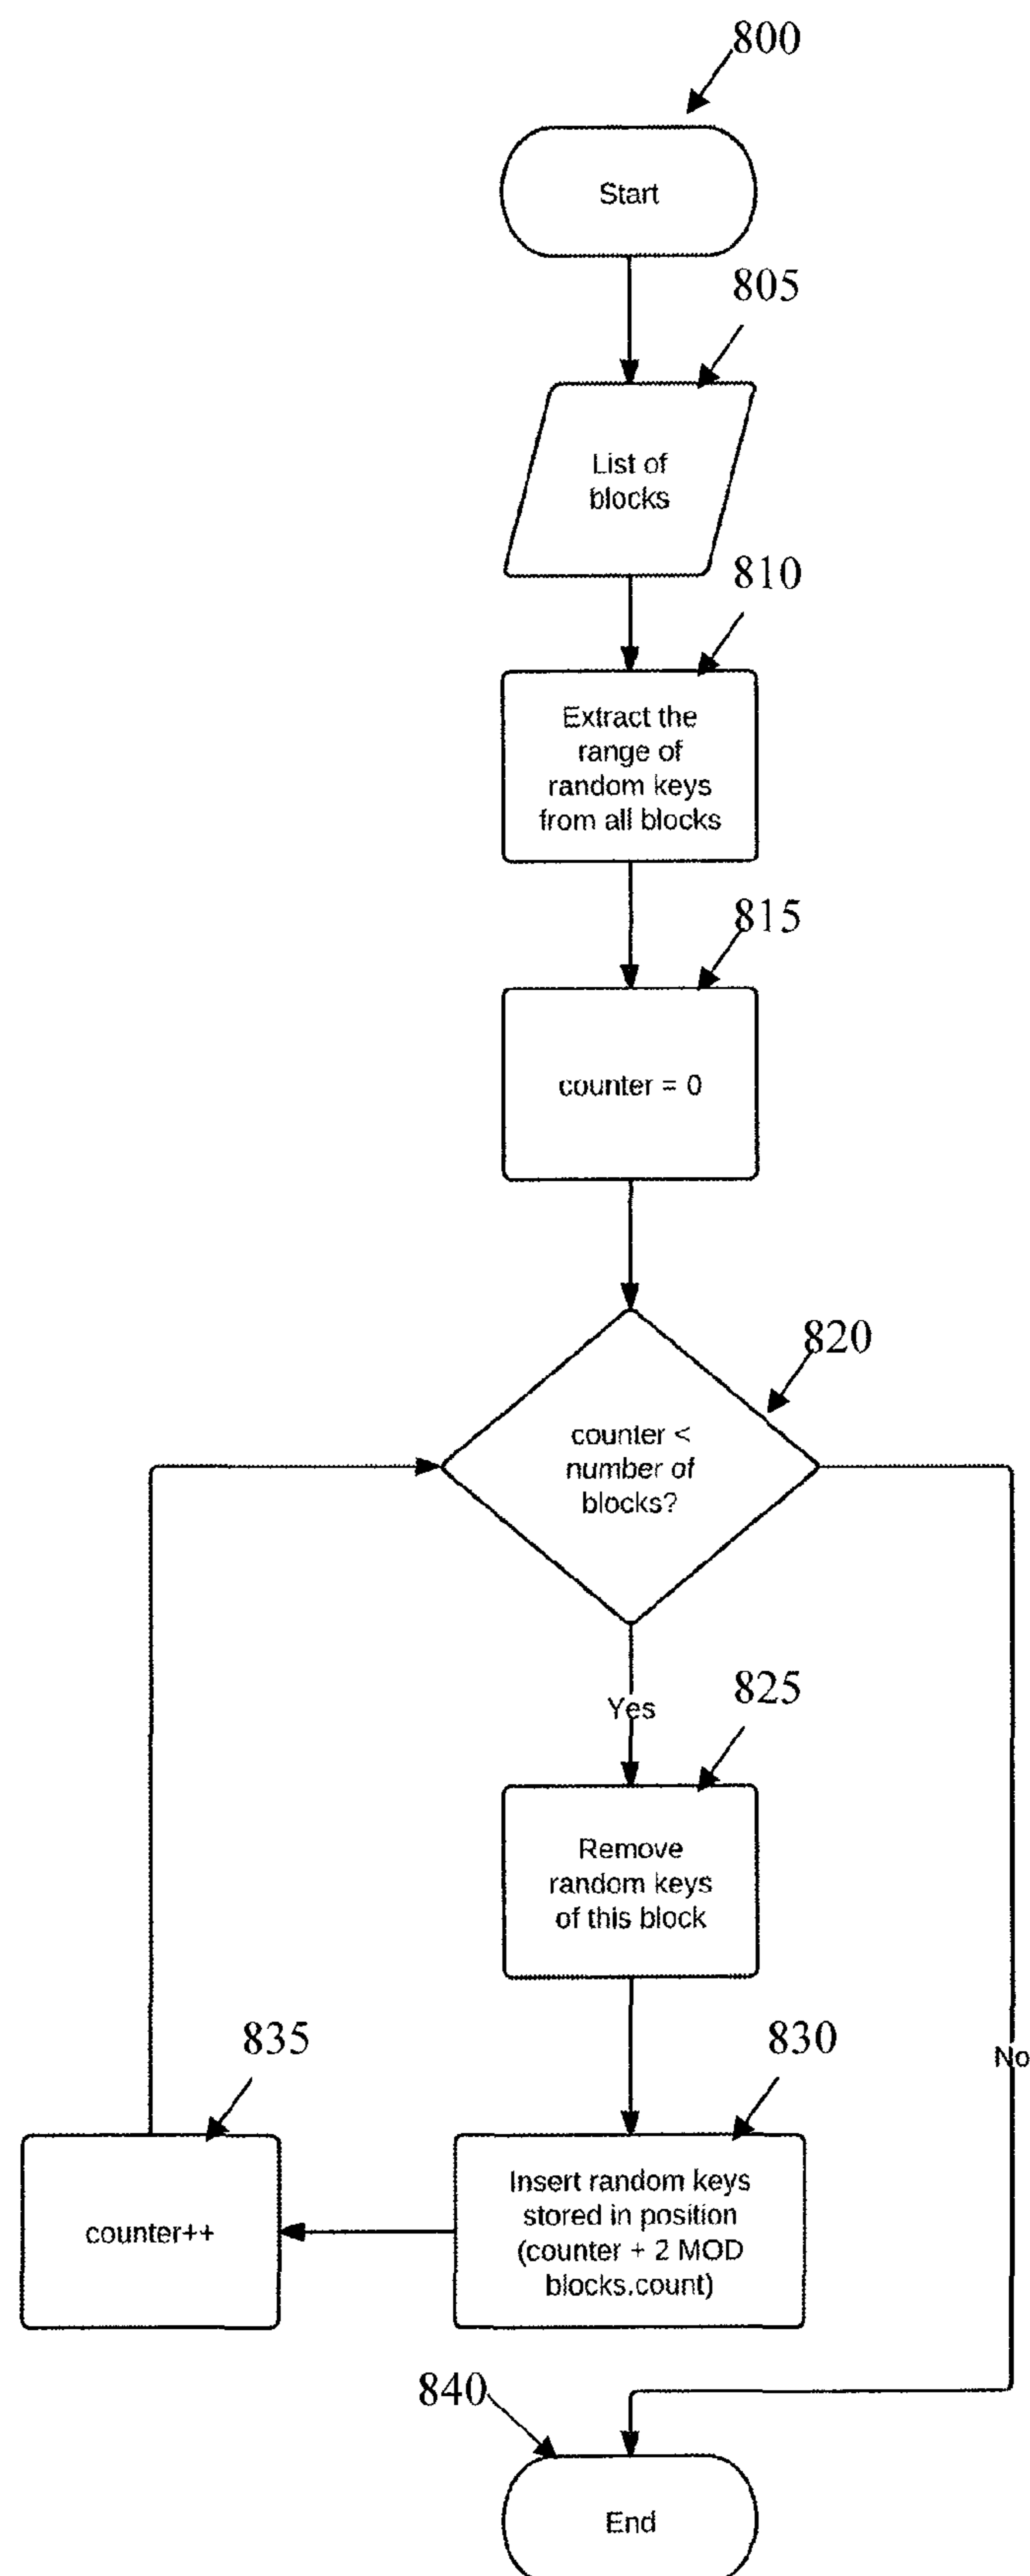 800
Start
805
List of
blocks
810
Extract the
range of
random keys
from all blocks
815
counter = 0
820
counter <
number of
blocks?
Yes
825
Remove
random keys
of this block
No
835
830
counter++
Insert random keys
stored in position
(counter + 2 MOD
blocks.count)
840
End